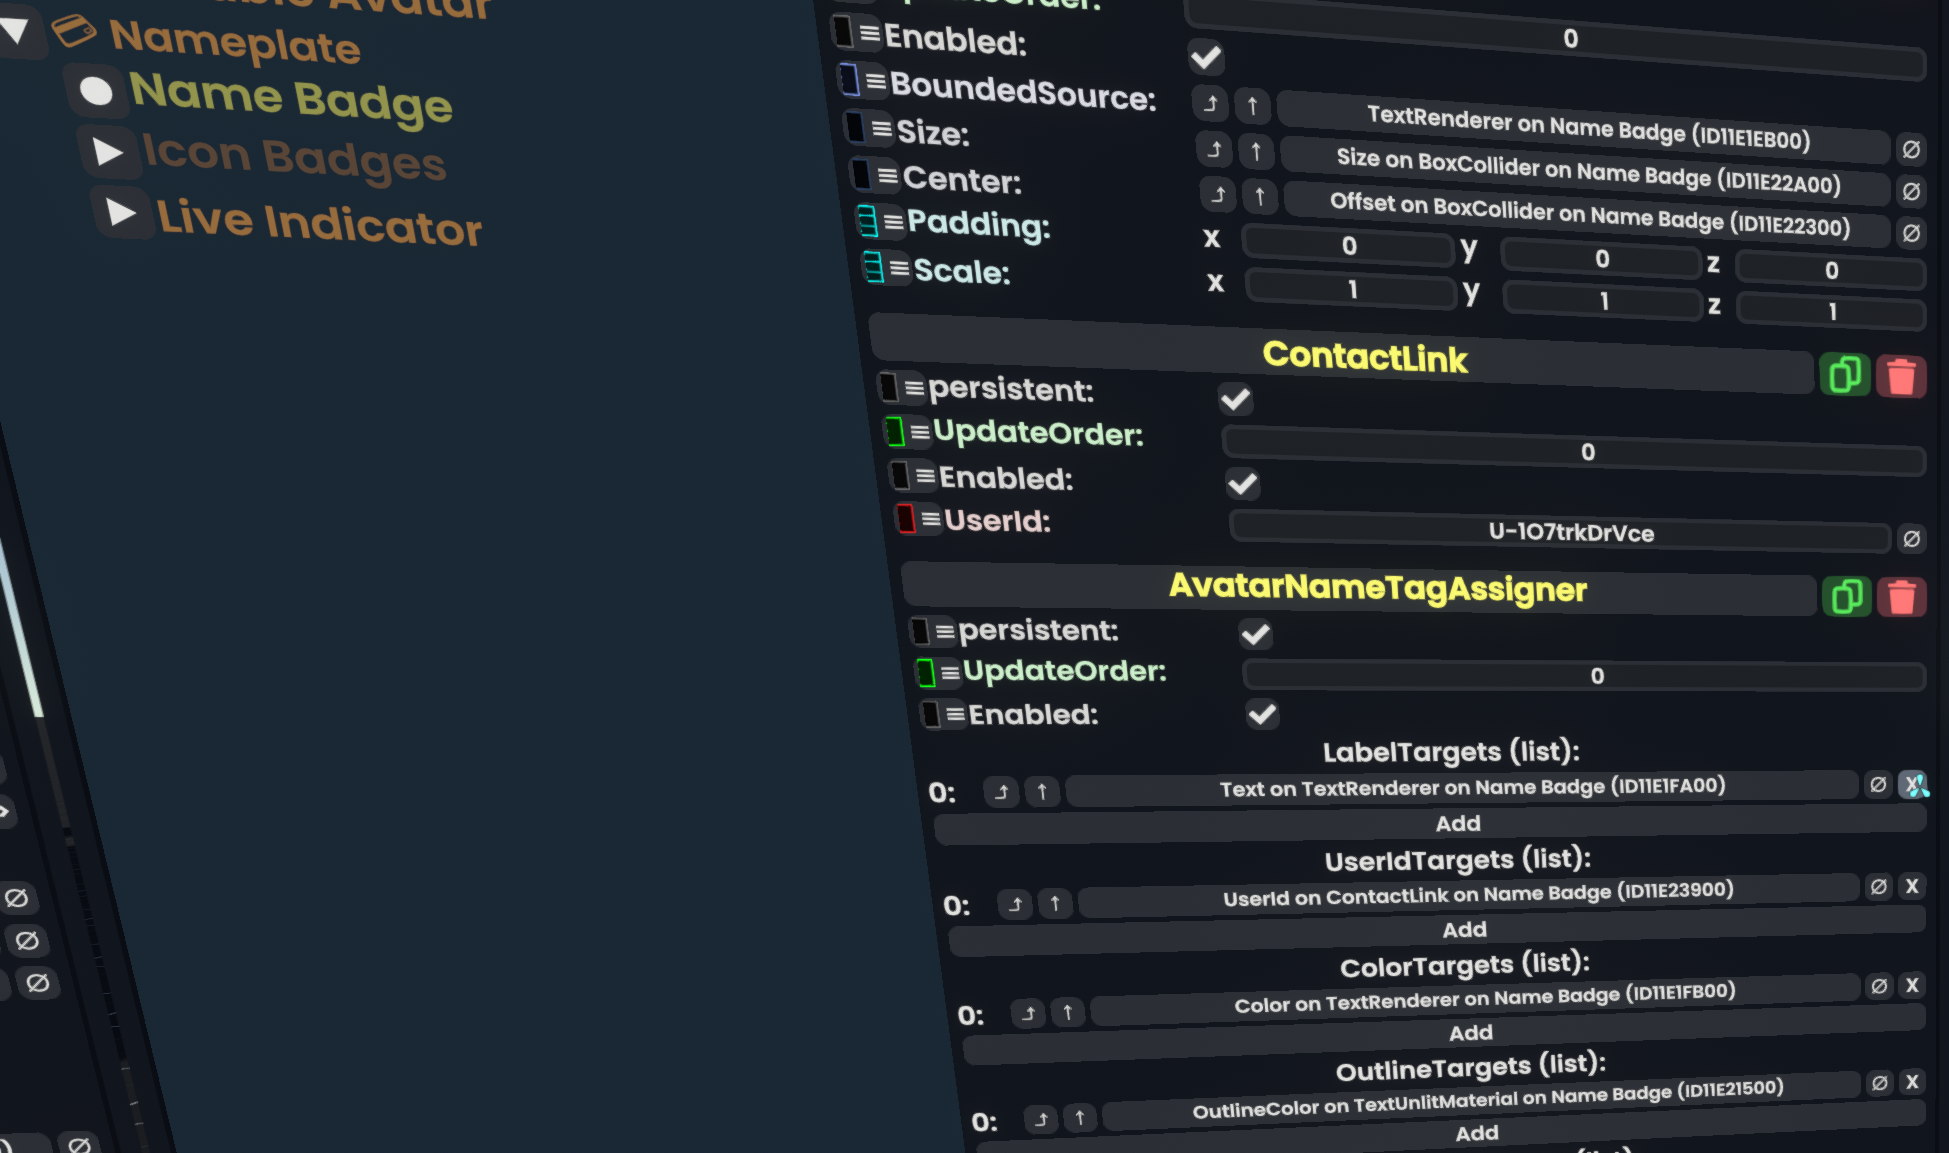 Avatar
Nameplate
Name Badge
Icon Badges
Live Indicator
0
Enabled:
BoundedSource: TextRenderer on Name Badge (ID11E1EB00) Ø
Size: Size on BoxCollider on Name Badge (ID11E22A00) Ø
Center: Offset on BoxCollider on Name Badge (ID11E22300) Ø
Padding: x 0 y 0 z 0
Scale: x 1 y 1 z 1
ContactLink
persistent:
UpdateOrder: 0
Enabled:
UserId: U-1O7trkDrVce Ø
AvatarNameTagAssigner
persistent:
UpdateOrder: 0
Enabled:
LabelTargets (list):
0: Text on TextRenderer on Name Badge (ID11E1FA00) Ø X
Add
UserIdTargets (list):
0: UserId on ContactLink on Name Badge (ID11E23900) Ø X
Add
ColorTargets (list):
0: Color on TextRenderer on Name Badge (ID11E1FB00) Ø X
Add
OutlineTargets (list):
0: OutlineColor on TextUnlitMaterial on Name Badge (ID11E21500) Ø X
Add